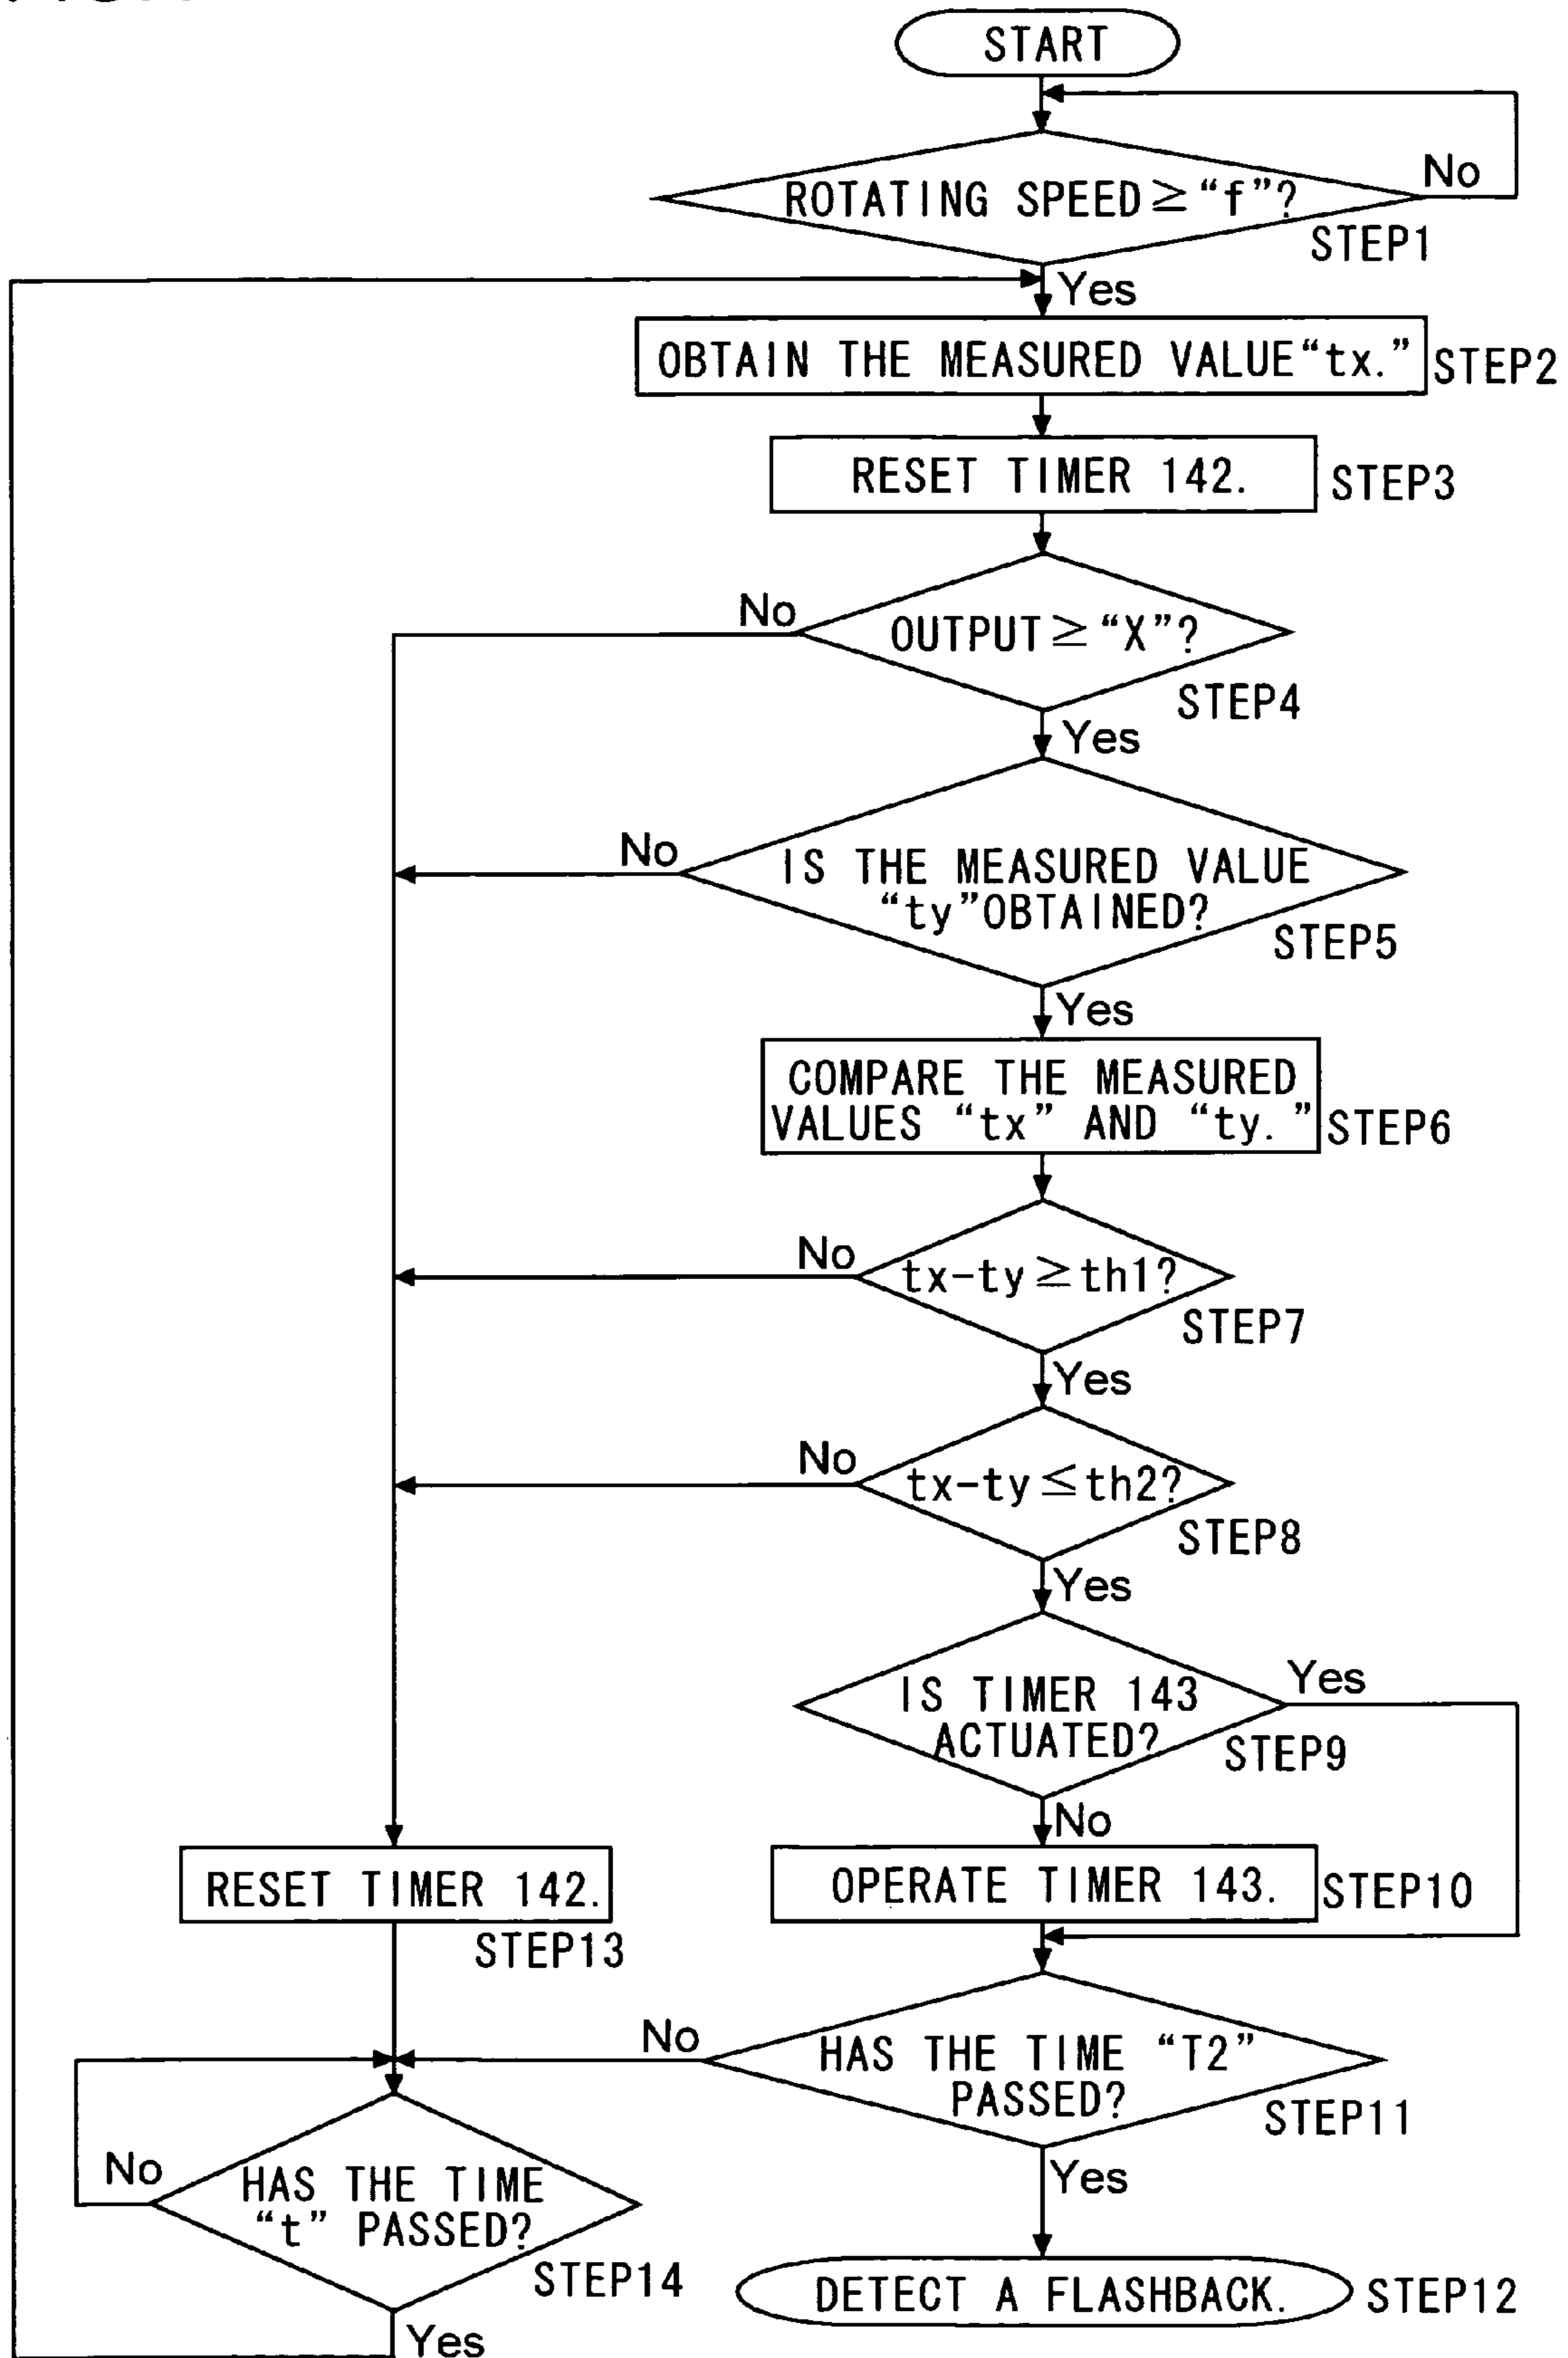 START
No
ROTATING SPEED≧“f”?
STEP1
Yes
OBTAIN THE MEASURED VALUE“tx.”
STEP2
RESET TIMER 142.
STEP3
No
OUTPUT≧“X”?
STEP4
Yes
No
IS THE MEASURED VALUE
“ty”OBTAINED?
STEP5
Yes
COMPARE THE MEASURED
VALUES “tx” AND “ty.”
STEP6
No
tx-ty≧th1?
STEP7
Yes
No
tx-ty≦th2?
STEP8
Yes
IS TIMER 143
ACTUATED?
Yes
STEP9
No
OPERATE TIMER 143.
STEP10
RESET TIMER 142.
STEP13
No
HAS THE TIME “T2”
PASSED?
STEP11
Yes
No
HAS THE TIME
“t” PASSED?
STEP14
Yes
DETECT A FLASHBACK.
STEP12